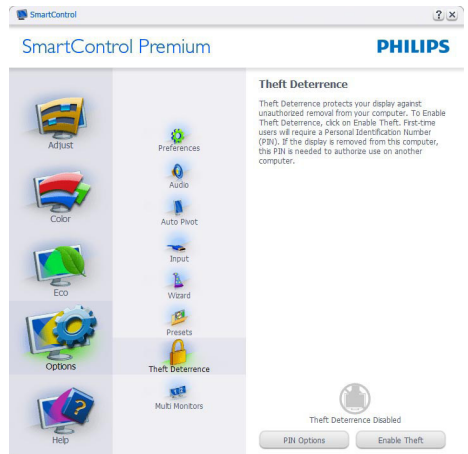 SmartControl
? x
SmartControl Premium
PHILIPS
Adjust
Color
Eco
Options
Help
Preferences
Audio
Auto Pivot
Input
Wizard
Presets
Theft Deterrence
Multi Monitors
Theft Deterrence
Theft Deterrence protects your display against
unauthorized removal from your computer. To Enable
Theft Deterrence, click on Enable Theft. First-time
users will require a Personal Identification Number
(PIN). If the display is removed from this computer,
this PIN is needed to authorize use on another
computer.
Theft Deterrence Disabled
PIN Options
Enable Theft